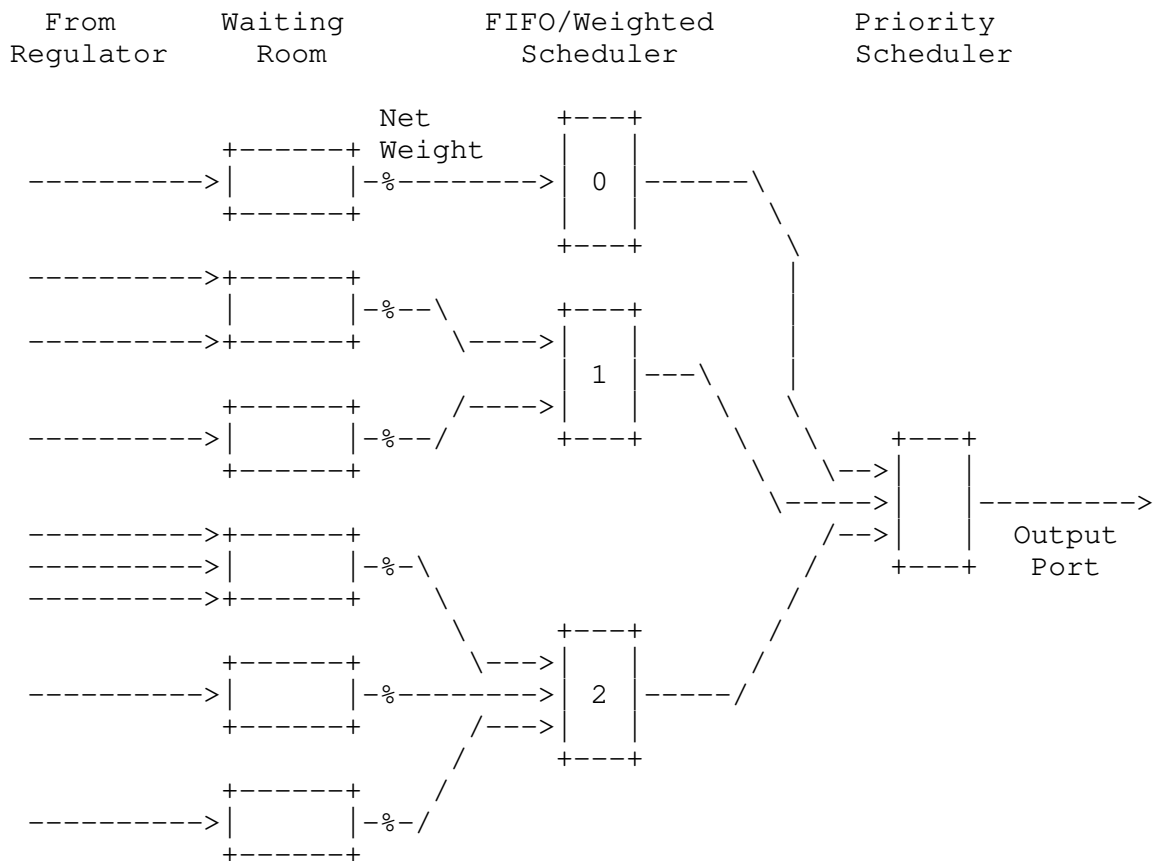 From Waiting FIFO/Weighted Priority
Regulator Room Scheduler Scheduler
Net
Weight
0
1
Output
Port
2